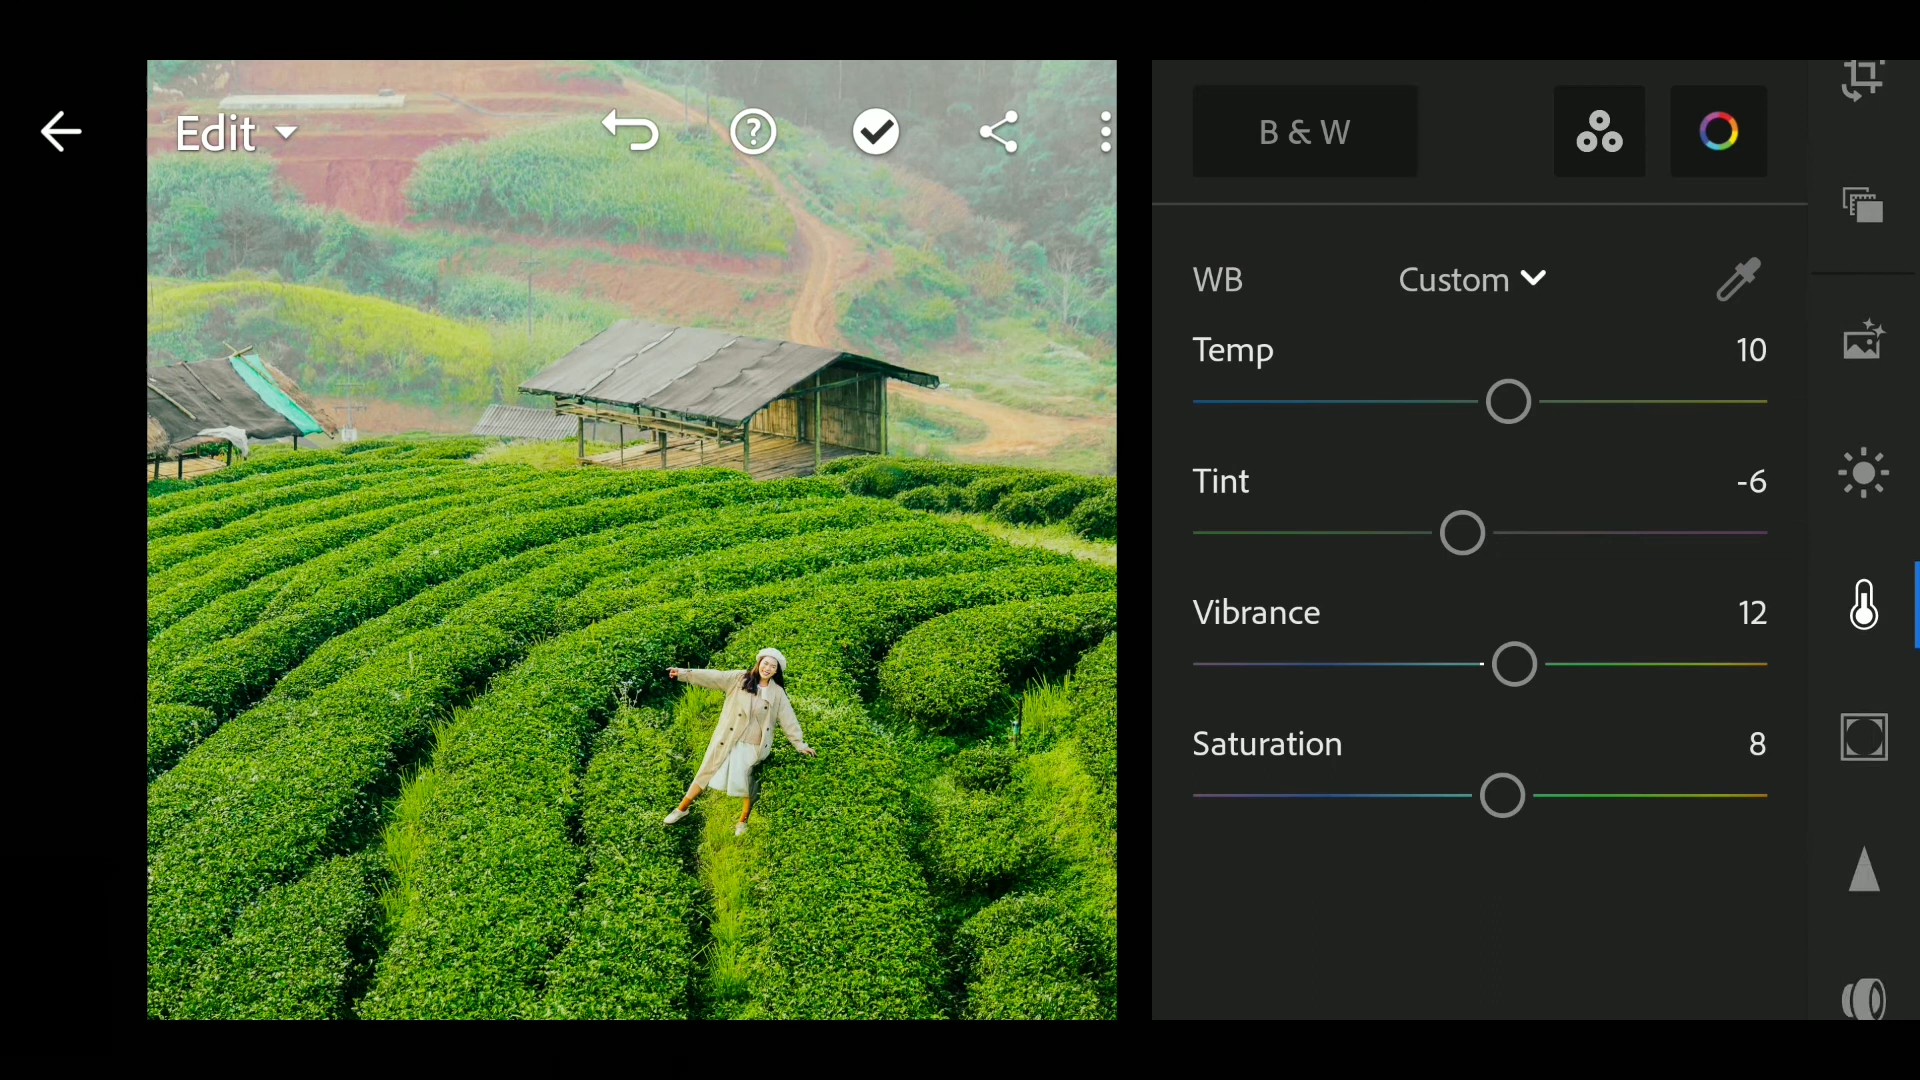 Edit
B & W
WB Custom
Temp 10
Tint -6
Vibrance 12
Saturation 8